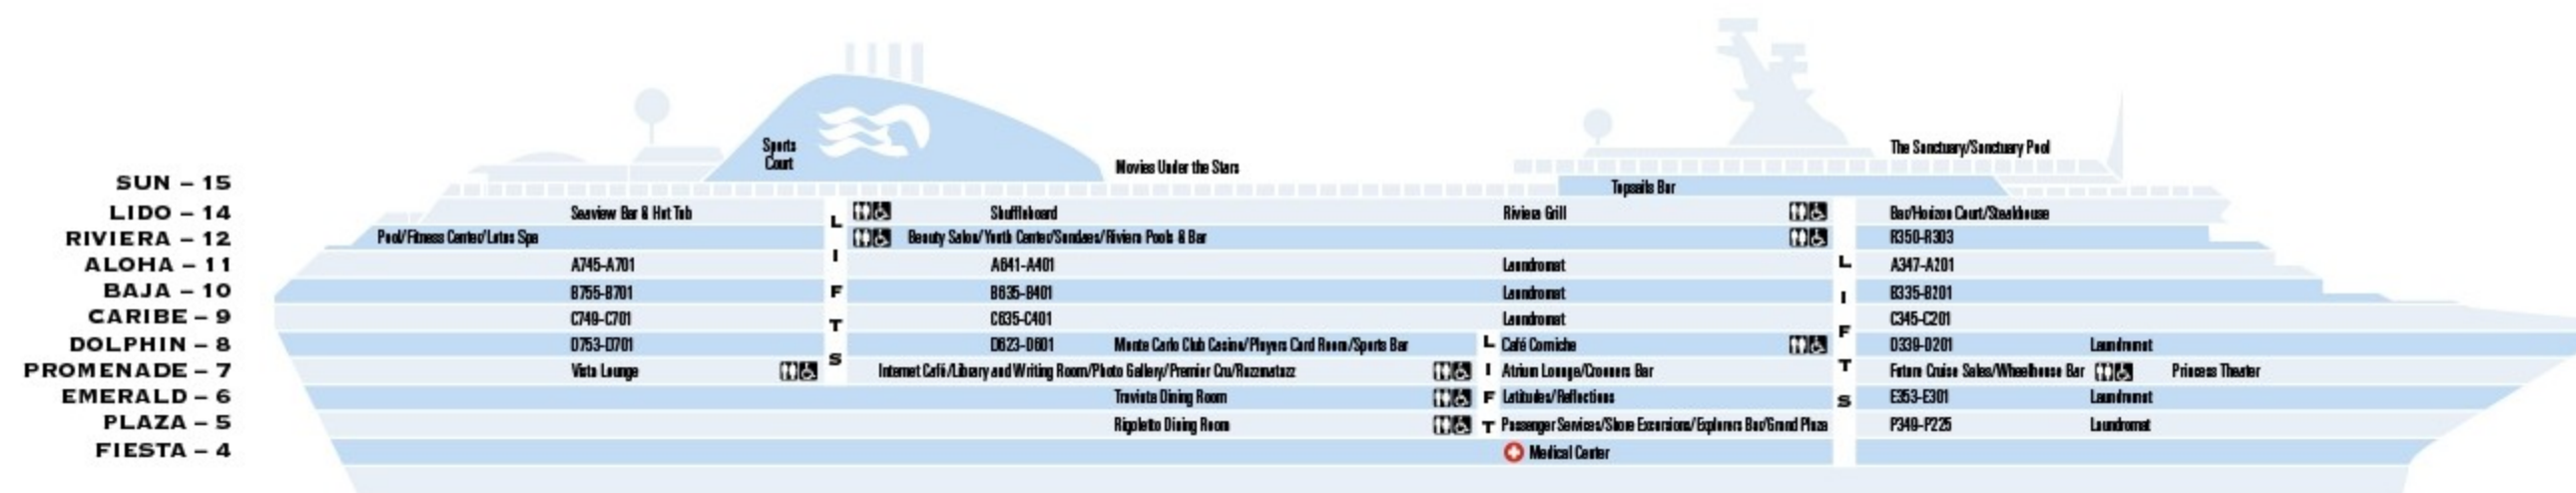 Sports
Court
Movies Under the Stars
The Sanctuary/Sanctuary Pool
SUN – 15
Topsails Bar
LIDO – 14 Seaview Bar & Hot Tub Shuffleboard Riviera Grill Bar/Horizon Court/Steakhouse
RIVIERA – 12 Pool/Fitness Center/Lotus Spa Beauty Salon/Youth Center/Sundaes/Riviera Pools & Bar R350-R303
ALOHA – 11 A745-A701 A641-A401 Laundromat A347-A201
BAJA – 10 B755-B701 B635-B401 Laundromat B335-B201
CARIBE – 9 C749-C701 C635-C401 Laundromat C345-C201
DOLPHIN – 8 D753-D701 D623-D601 Monte Carlo Club Casino/Players Card Room/Sports Bar Café Corniche D339-D201 Laundromat
PROMENADE – 7 Vista Lounge Internet Café/Library and Writing Room/Photo Gallery/Premier Cru/Razzmatazz Atrium Lounge/Crooners Bar Future Cruise Sales/Wheelhouse Bar Princess Theater
EMERALD – 6 Traviata Dining Room Latitudes/Reflections E353-E301 Laundromat
PLAZA – 5 Rigoletto Dining Room Passenger Services/Shore Excursions/Explorers Bar/Grand Plaza P349-P225 Laundromat
FIESTA – 4 Medical Center
LIFTS
LIFT
LIFTS